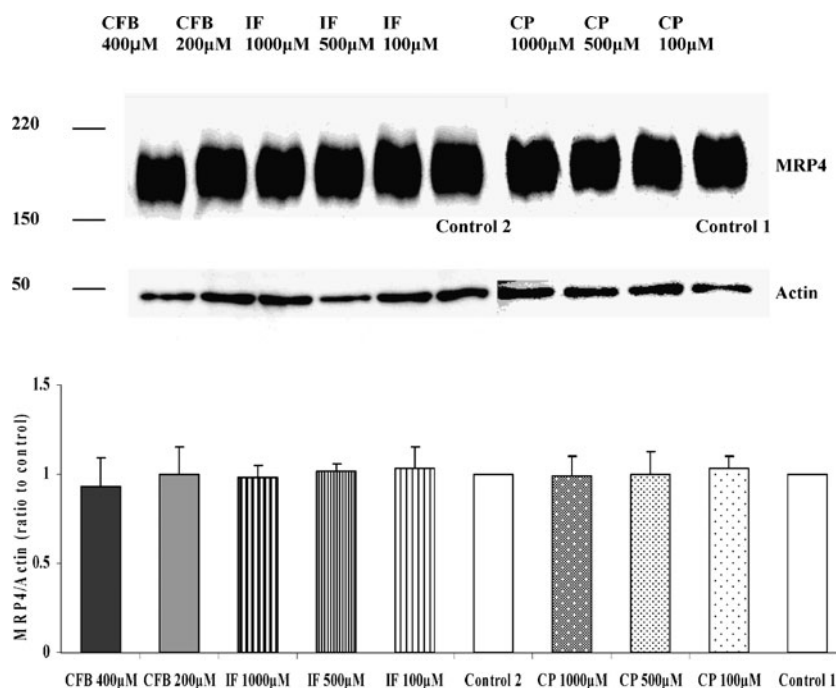 CFB CFB IF IF IF CP CP CP
400µM 200µM 1000µM 500µM 100µM 1000µM 500µM 100µM
220
MRP4
150
Control 2 Control 1
50
Actin
MRP4/Actin (ratio to control)
1.5
1
0.5
0
CFB 400µM CFB 200µM IF 1000µM IF 500µM IF 100µM Control 2 CP 1000µM CP 500µM CP 100µM Control 1